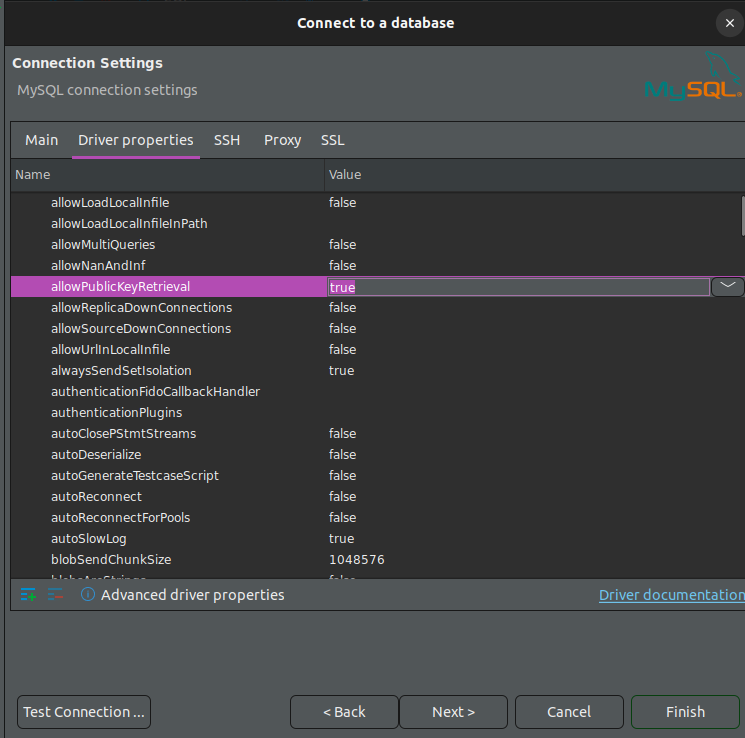 Connect to a database
Connection Settings
MySQL connection settings
MySQL
Main Driver properties SSH Proxy SSL
Name Value
allowLoadLocalInfile false
allowLoadLocalInfileInPath
allowMultiQueries false
allowNanAndInf false
allowPublicKeyRetrieval true
allowReplicaDownConnections false
allowSourceDownConnections false
allowUrlInLocalInfile false
alwaysSendSetIsolation true
authenticationFidoCallbackHandler
authenticationPlugins
autoClosePStmtStreams false
autoDeserialize false
autoGenerateTestcaseScript false
autoReconnect false
autoReconnectForPools false
autoSlowLog true
blobSendChunkSize 1048576
blobsAreStrings false
Advanced driver properties Driver documentation
Test Connection ... < Back Next > Cancel Finish